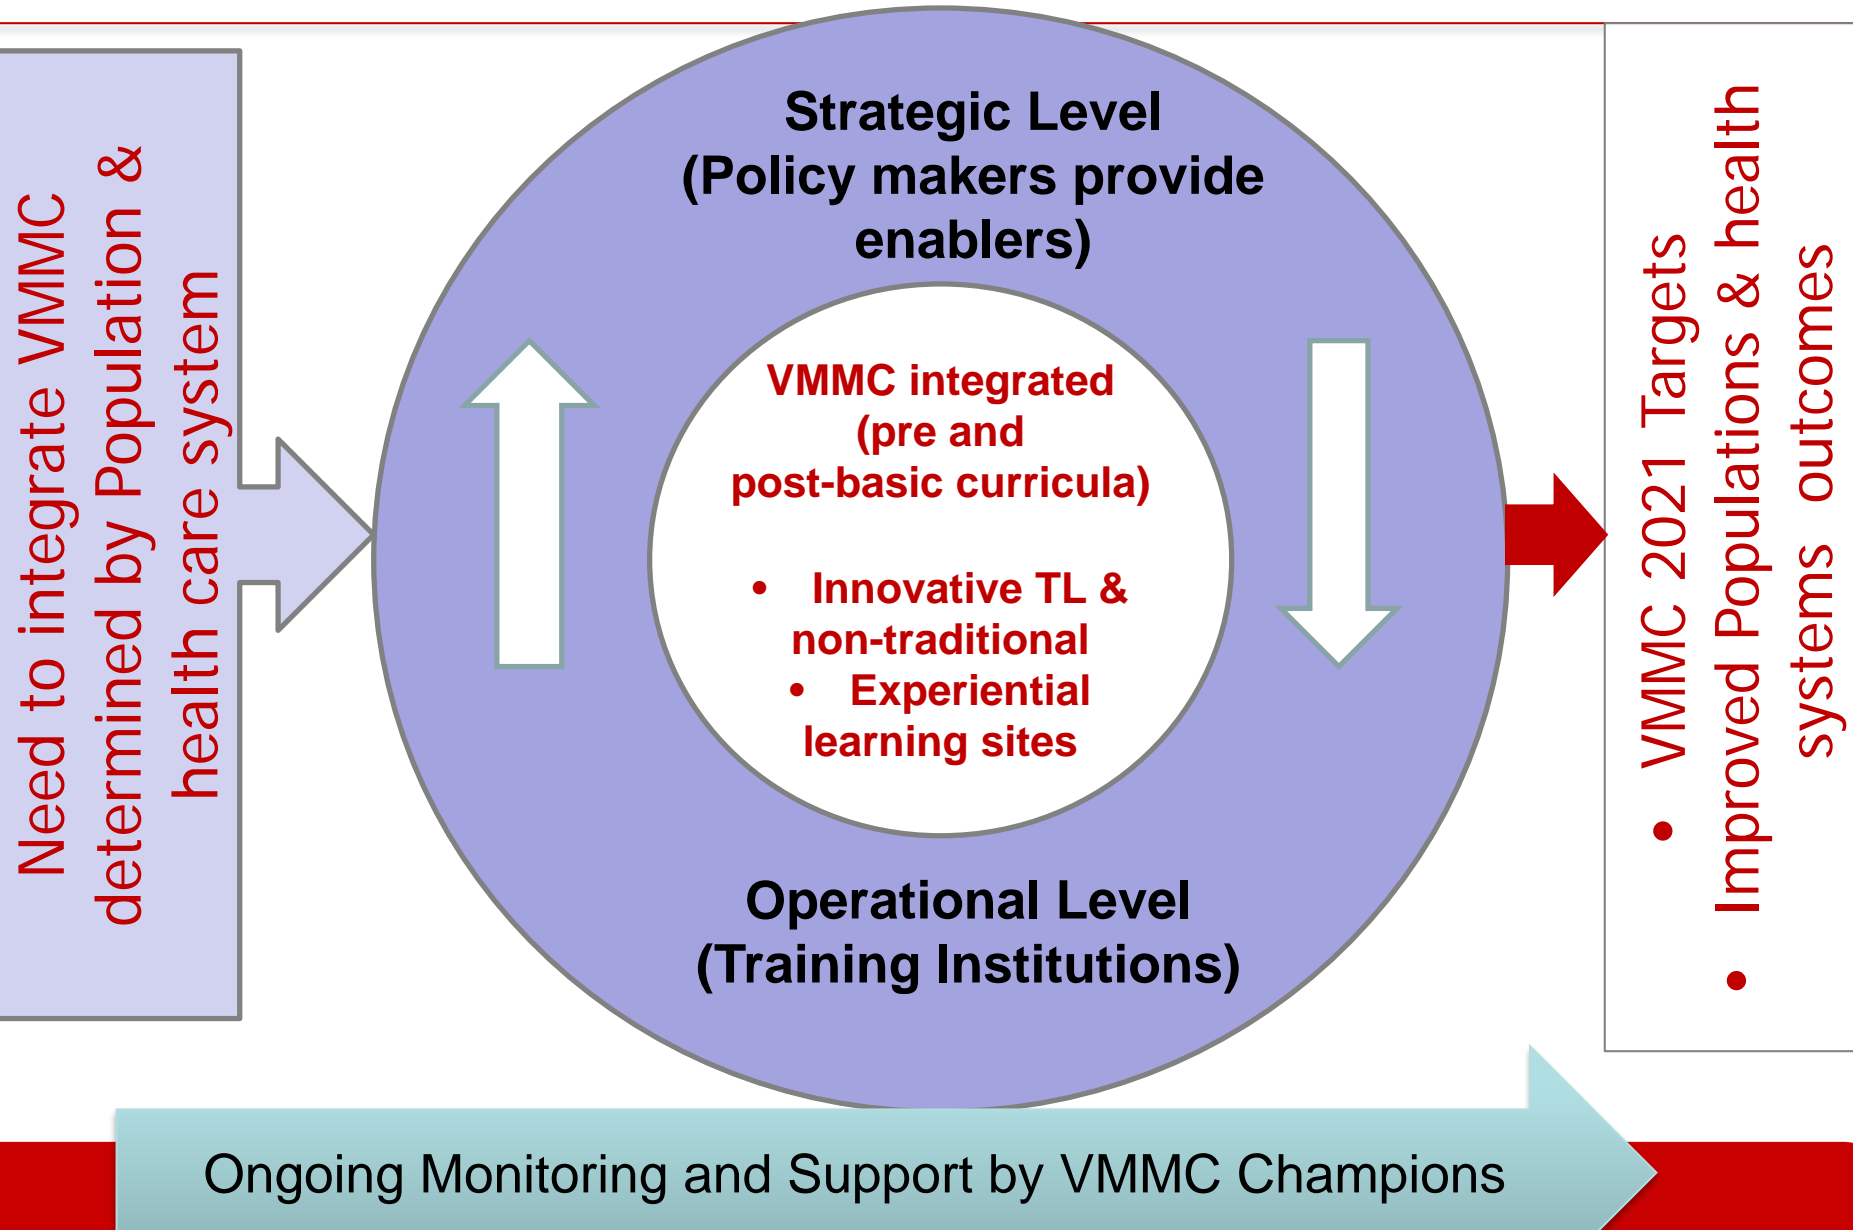 Need to integrate VMMC
determined by Population &
health care system
Strategic Level
(Policy makers provide
enablers)
VMMC integrated
(pre and
post-basic curricula)
• Innovative TL &
non-traditional
• Experiential
learning sites
Operational Level
(Training Institutions)
• VMMC 2021 Targets
• Improved Populations & health
systems outcomes
Ongoing Monitoring and Support by VMMC Champions